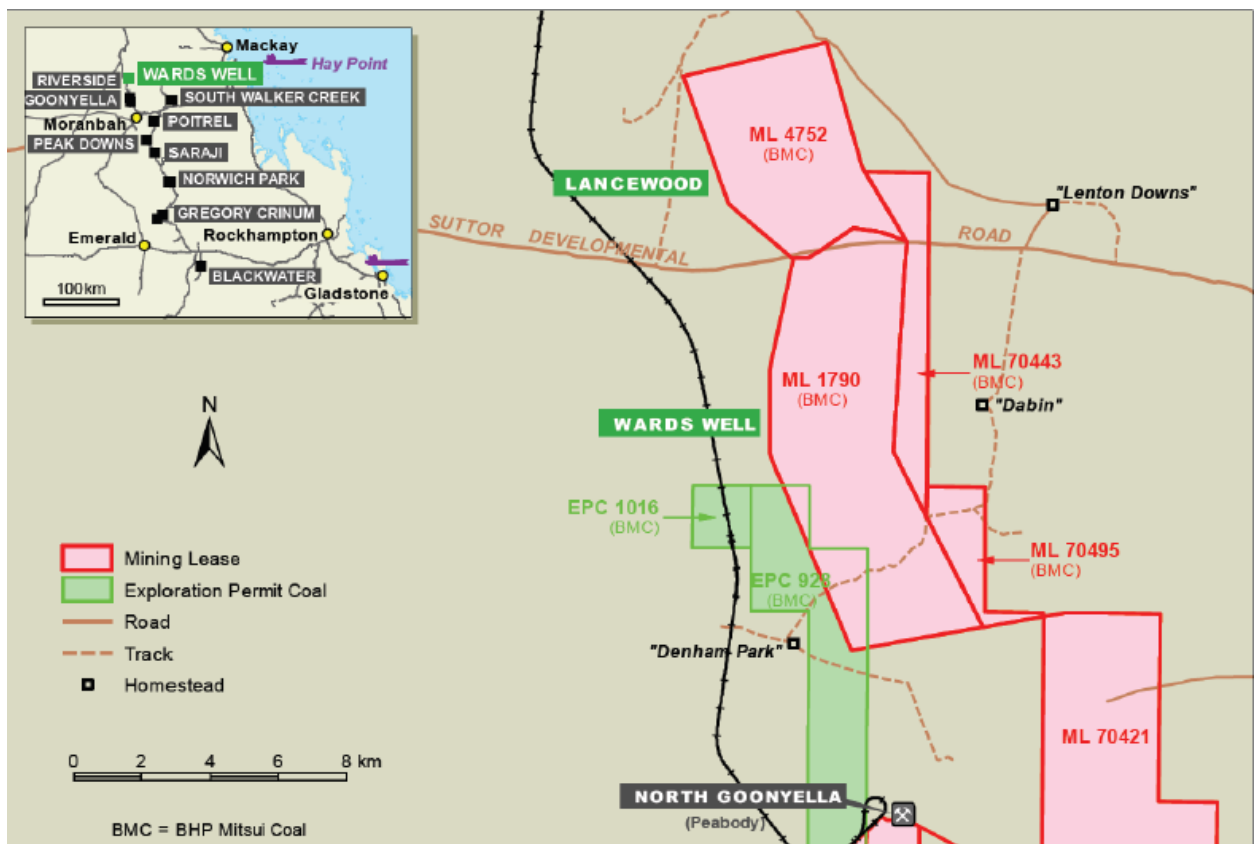 Mackay
Hay Point
RIVERSIDE
WARDS WELL
GOONYELLA
SOUTH WALKER CREEK
Moranbah
POITREL
PEAK DOWNS
SARAJI
NORWICH PARK
GREGORY CRINUM
Emerald
Rockhampton
BLACKWATER
Gladstone
100km
ML 4752
(BMC)
LANCEWOOD
"Lenton Downs"
SUTTOR DEVELOPMENTAL ROAD
ML 70443
(BMC)
ML 1790
(BMC)
"Dabin"
WARDS WELL
N
EPC 1016
(BMC)
ML 70495
(BMC)
EPC 928
(BMC)
"Denham Park"
Mining Lease
Exploration Permit Coal
Road
Track
Homestead
ML 70421
0 2 4 6 8 km
NORTH GOONYELLA
(Peabody)
BMC = BHP Mitsui Coal